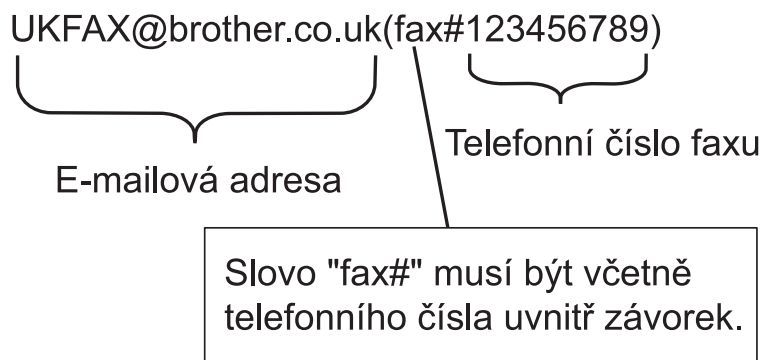 UKFAX@brother.co.uk(fax#123456789)
Telefonní číslo faxu
E-mailová adresa
Slovo "fax#" musí být včetně
telefonního čísla uvnitř závorek.